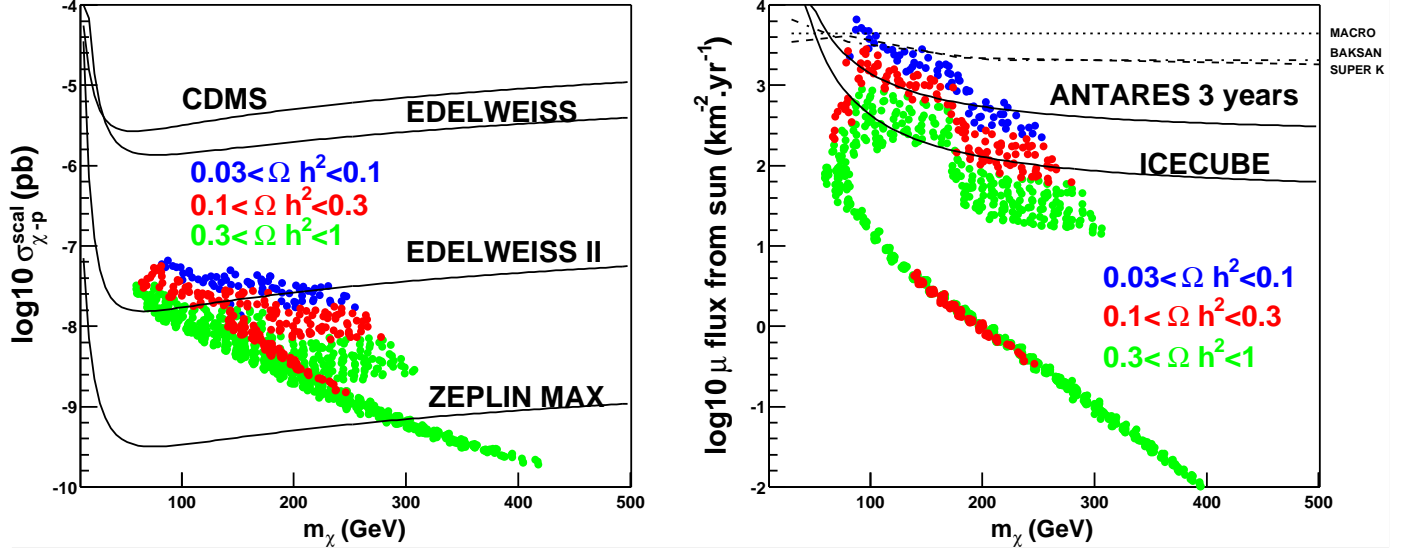 log10 σ^scal_χ-p (pb)
-4
-5
-6
-7
-8
-9
-10
CDMS
EDELWEISS
0.03< Ω h²<0.1
0.1< Ω h²<0.3
0.3< Ω h²<1
EDELWEISS II
ZEPLIN MAX
100
200
300
400
500
m_χ (GeV)
log10 μ flux from sun (km⁻².yr⁻¹)
4
3
2
1
0
-1
-2
MACRO
BAKSAN
SUPER K
ANTARES 3 years
ICECUBE
0.03< Ω h²<0.1
0.1< Ω h²<0.3
0.3< Ω h²<1
100
200
300
400
500
m_χ (GeV)